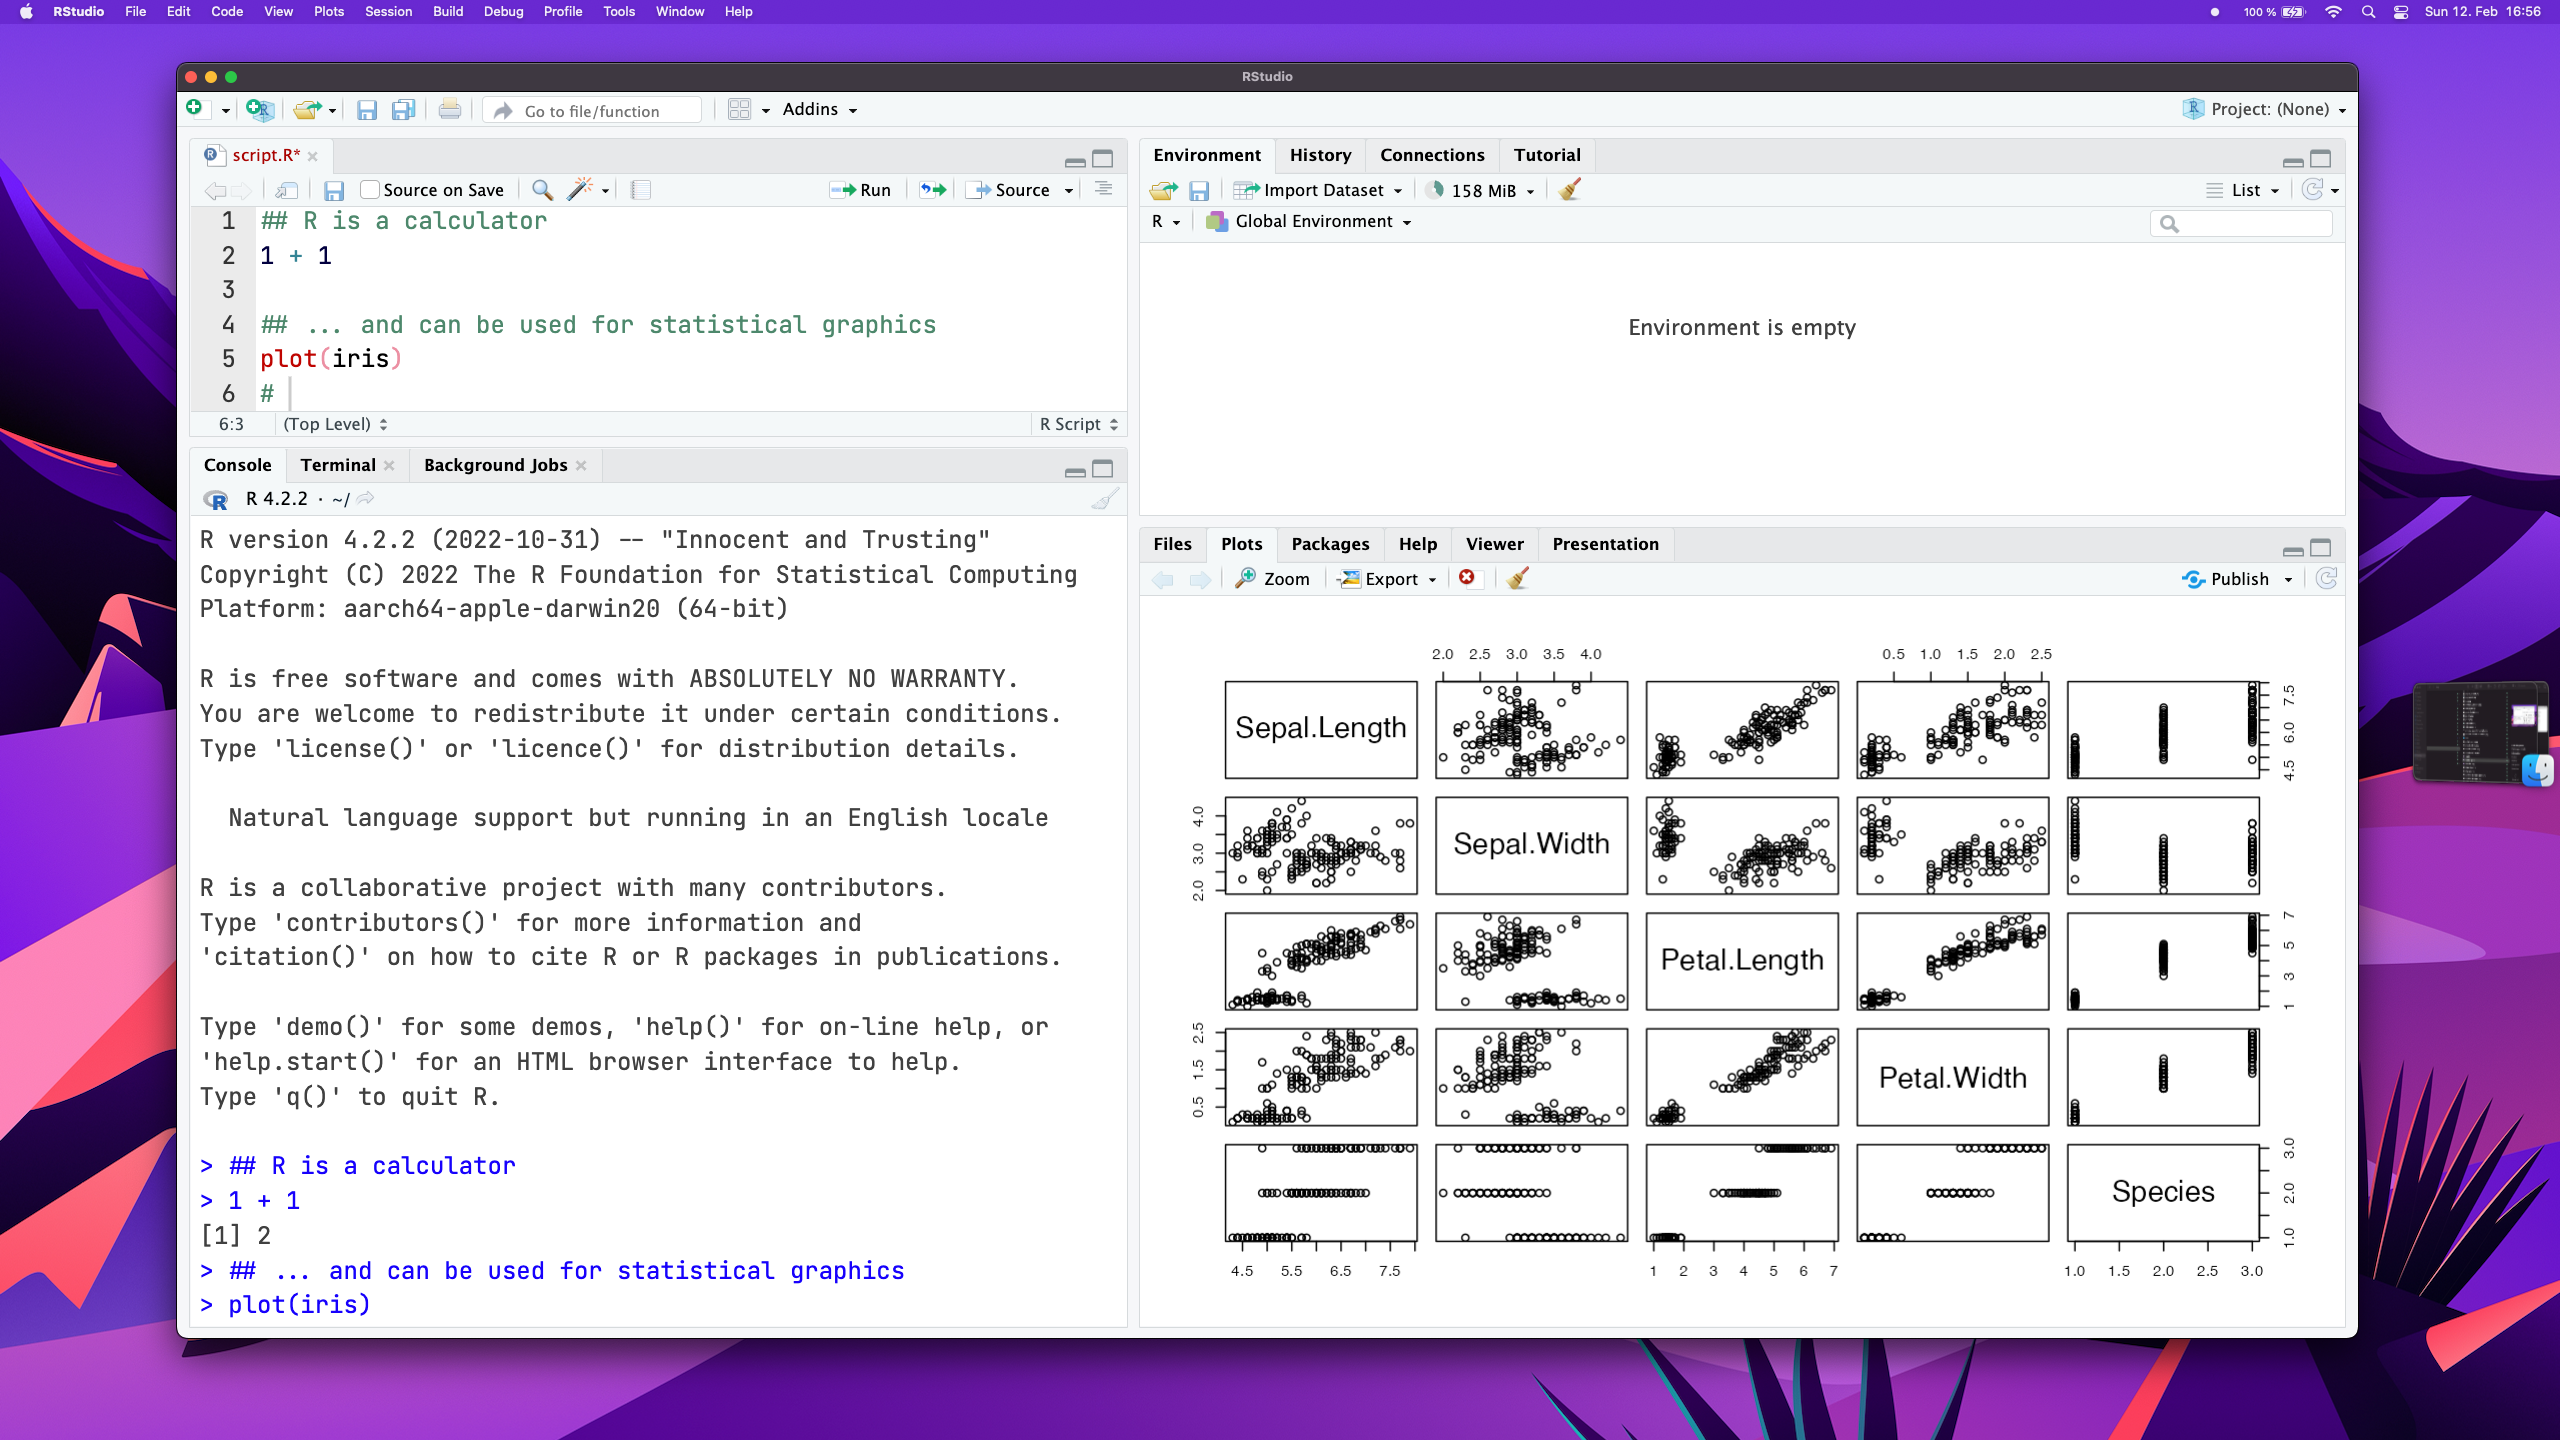 RStudio File Edit Code View Plots Session Build Debug Profile Tools Window Help
100 % Sun 12. Feb 16:56
RStudio
Go to file/function
Addins
Project: (None)
script.R*
Source on Save
Run
Source
1 ## R is a calculator
2 1 + 1
3
4 ## ... and can be used for statistical graphics
5 plot(iris)
6 #
6:3 (Top Level) R Script
Console Terminal Background Jobs
R 4.2.2 · ~/
R version 4.2.2 (2022-10-31) -- "Innocent and Trusting"
Copyright (C) 2022 The R Foundation for Statistical Computing
Platform: aarch64-apple-darwin20 (64-bit)
R is free software and comes with ABSOLUTELY NO WARRANTY.
You are welcome to redistribute it under certain conditions.
Type 'license()' or 'licence()' for distribution details.
Natural language support but running in an English locale
R is a collaborative project with many contributors.
Type 'contributors()' for more information and
'citation()' on how to cite R or R packages in publications.
Type 'demo()' for some demos, 'help()' for on-line help, or
'help.start()' for an HTML browser interface to help.
Type 'q()' to quit R.
> ## R is a calculator
> 1 + 1
[1] 2
> ## ... and can be used for statistical graphics
> plot(iris)
Environment History Connections Tutorial
Import Dataset 158 MiB List
R Global Environment
Environment is empty
Files Plots Packages Help Viewer Presentation
Zoom Export Publish
2.0 2.5 3.0 3.5 4.0 0.5 1.0 1.5 2.0 2.5
Sepal.Length
4.5 6.0 7.5
Sepal.Width
2.0 3.0 4.0
Petal.Length
1 3 5 7
Petal.Width
0.5 1.5 2.5
Species
1.0 2.0 3.0
4.5 5.5 6.5 7.5 1 2 3 4 5 6 7 1.0 1.5 2.0 2.5 3.0